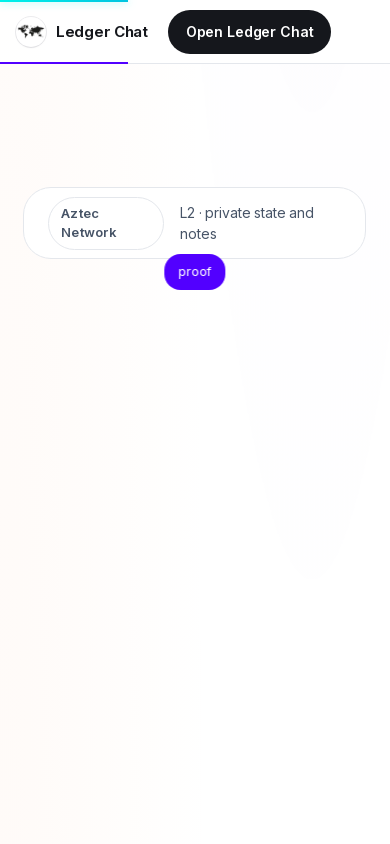 Ledger Chat
Open Ledger Chat
Aztec
Network
L2 · private state and
notes
proof